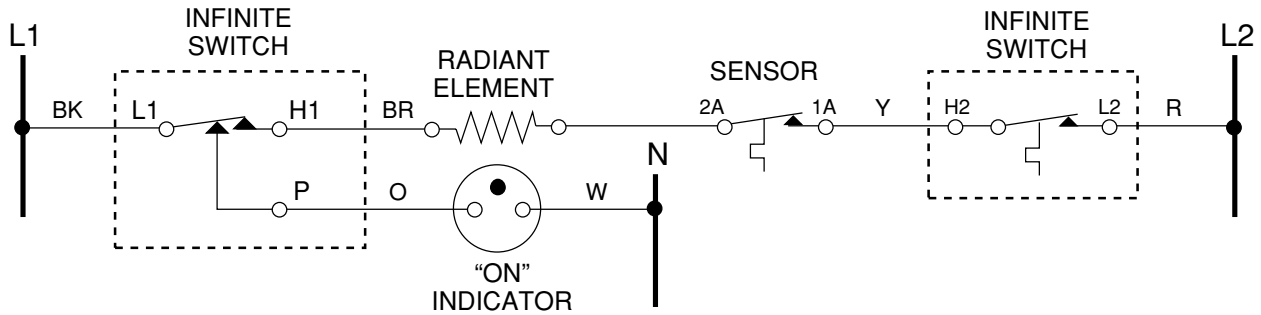 INFINITE
SWITCH
INFINITE
SWITCH
L1
L2
RADIANT
ELEMENT
SENSOR
BK
L1
H1
BR
2A
1A
Y
H2
L2
R
N
P
O
W
“ON”
INDICATOR